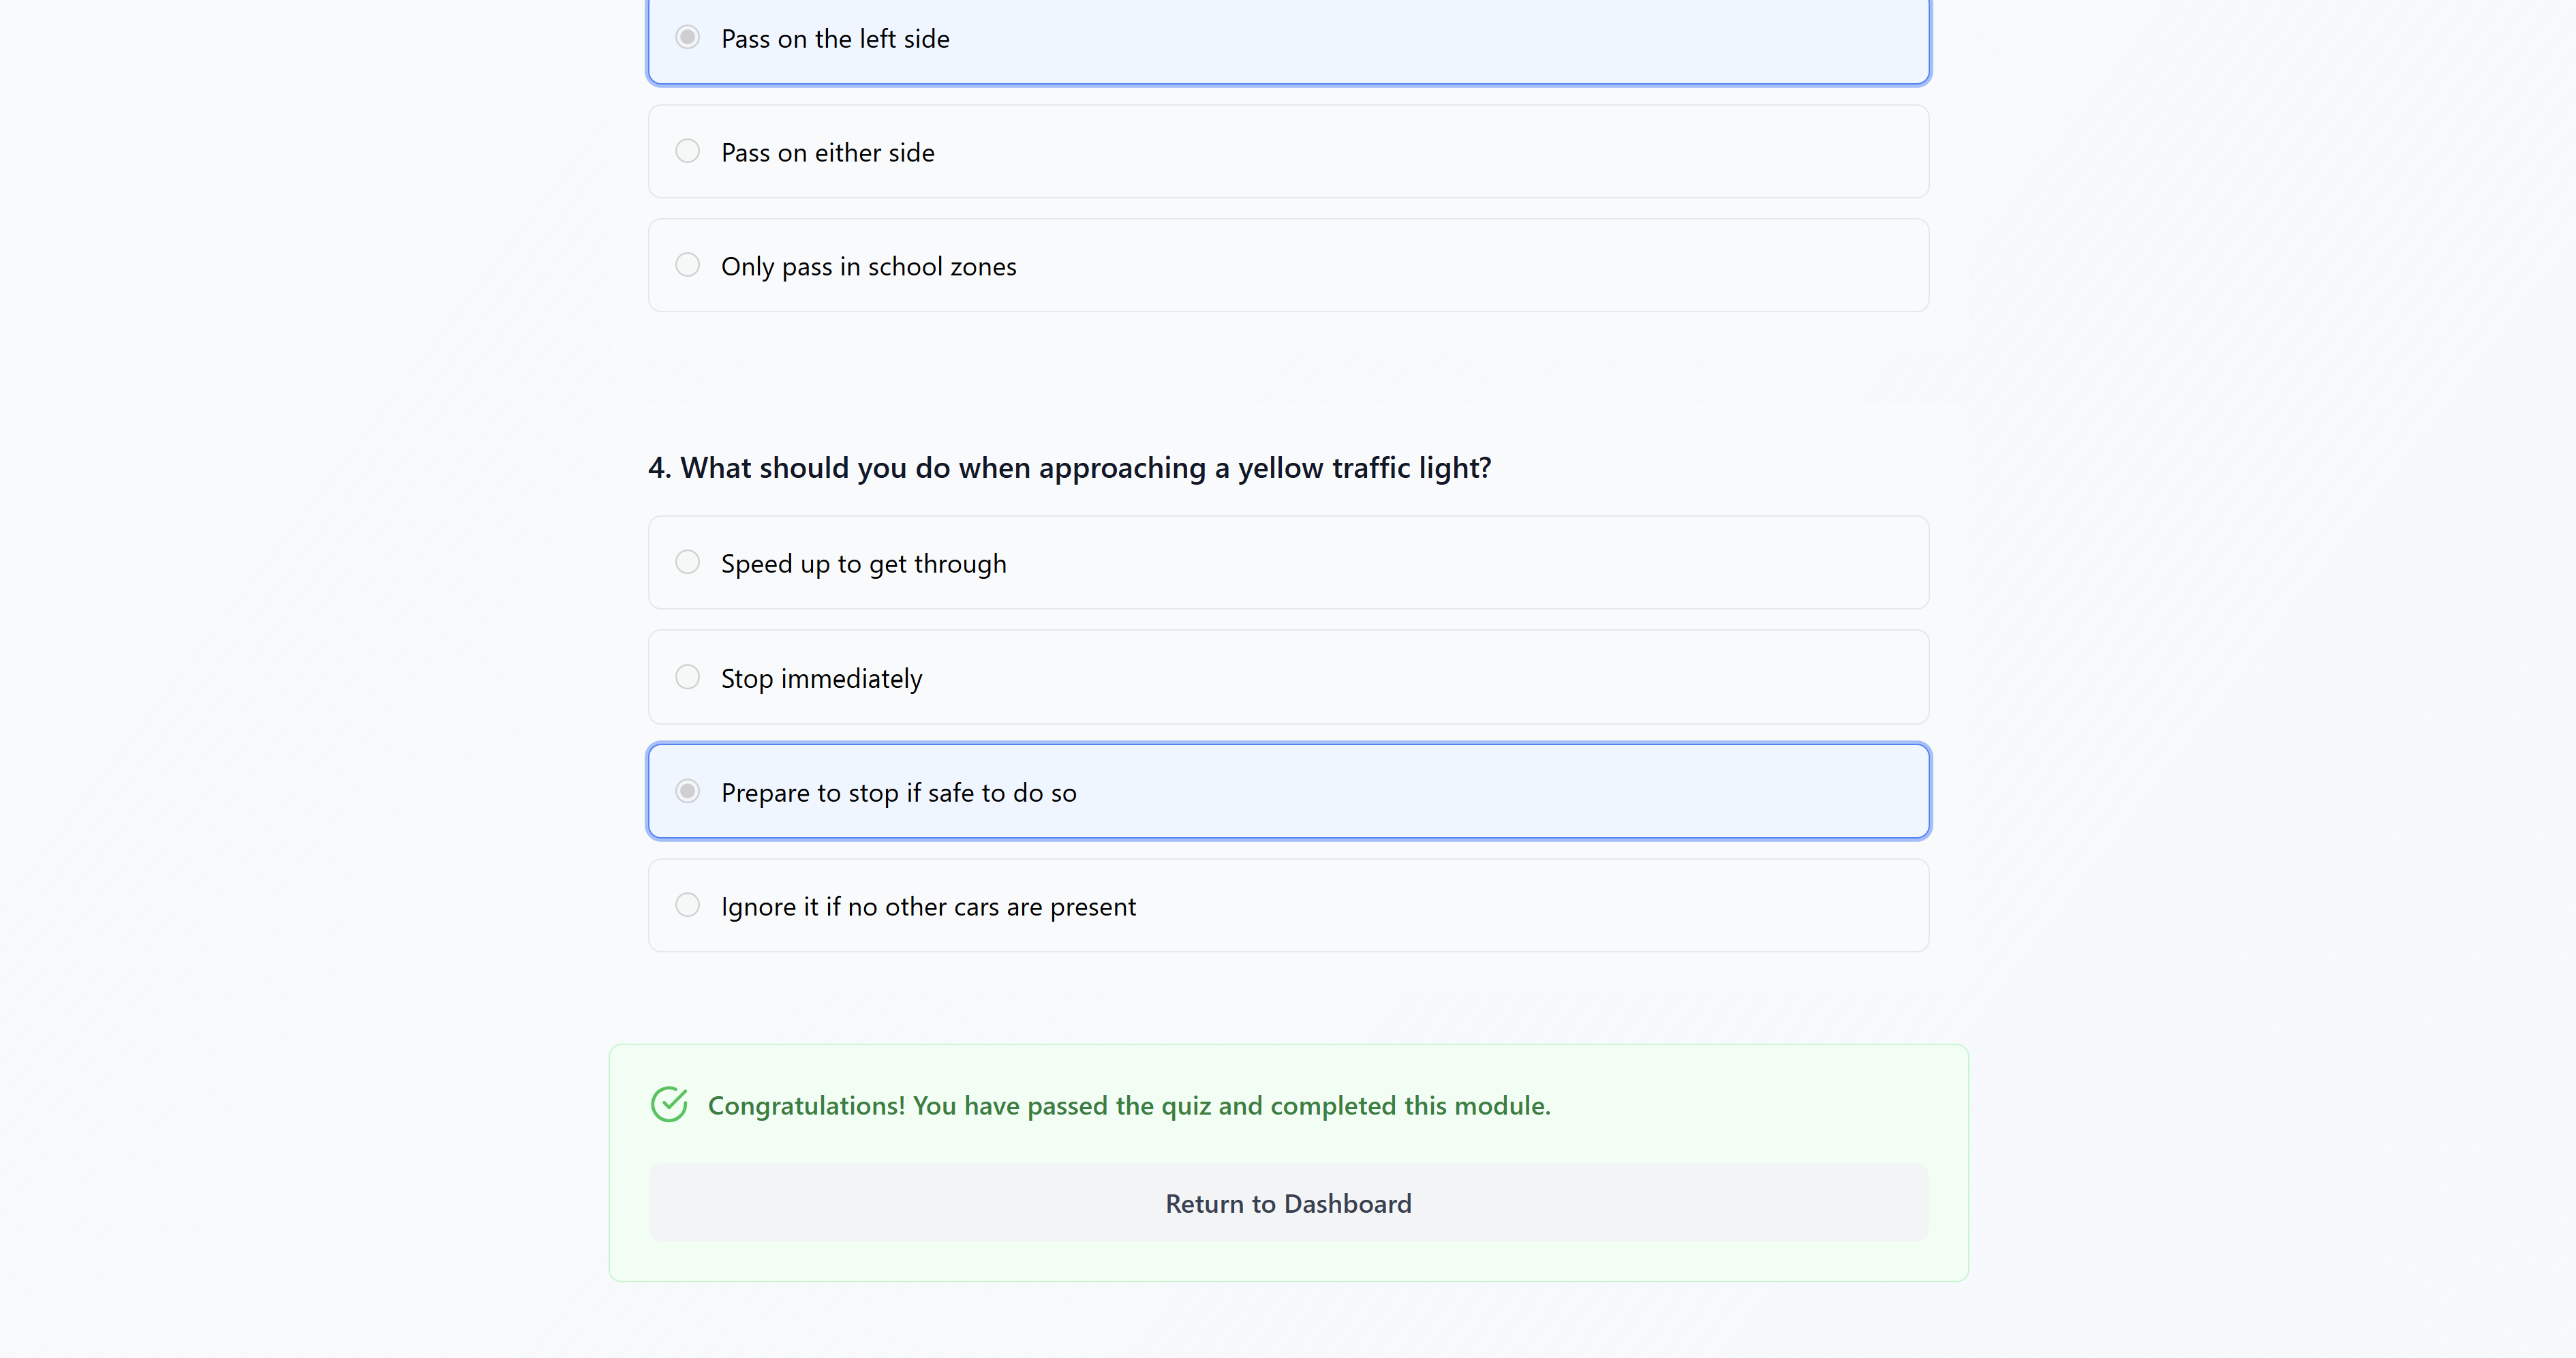 Pass on the left side
Pass on either side
Only pass in school zones
4. What should you do when approaching a yellow traffic light?
Speed up to get through
Stop immediately
Prepare to stop if safe to do so
Ignore it if no other cars are present
Congratulations! You have passed the quiz and completed this module.
Return to Dashboard